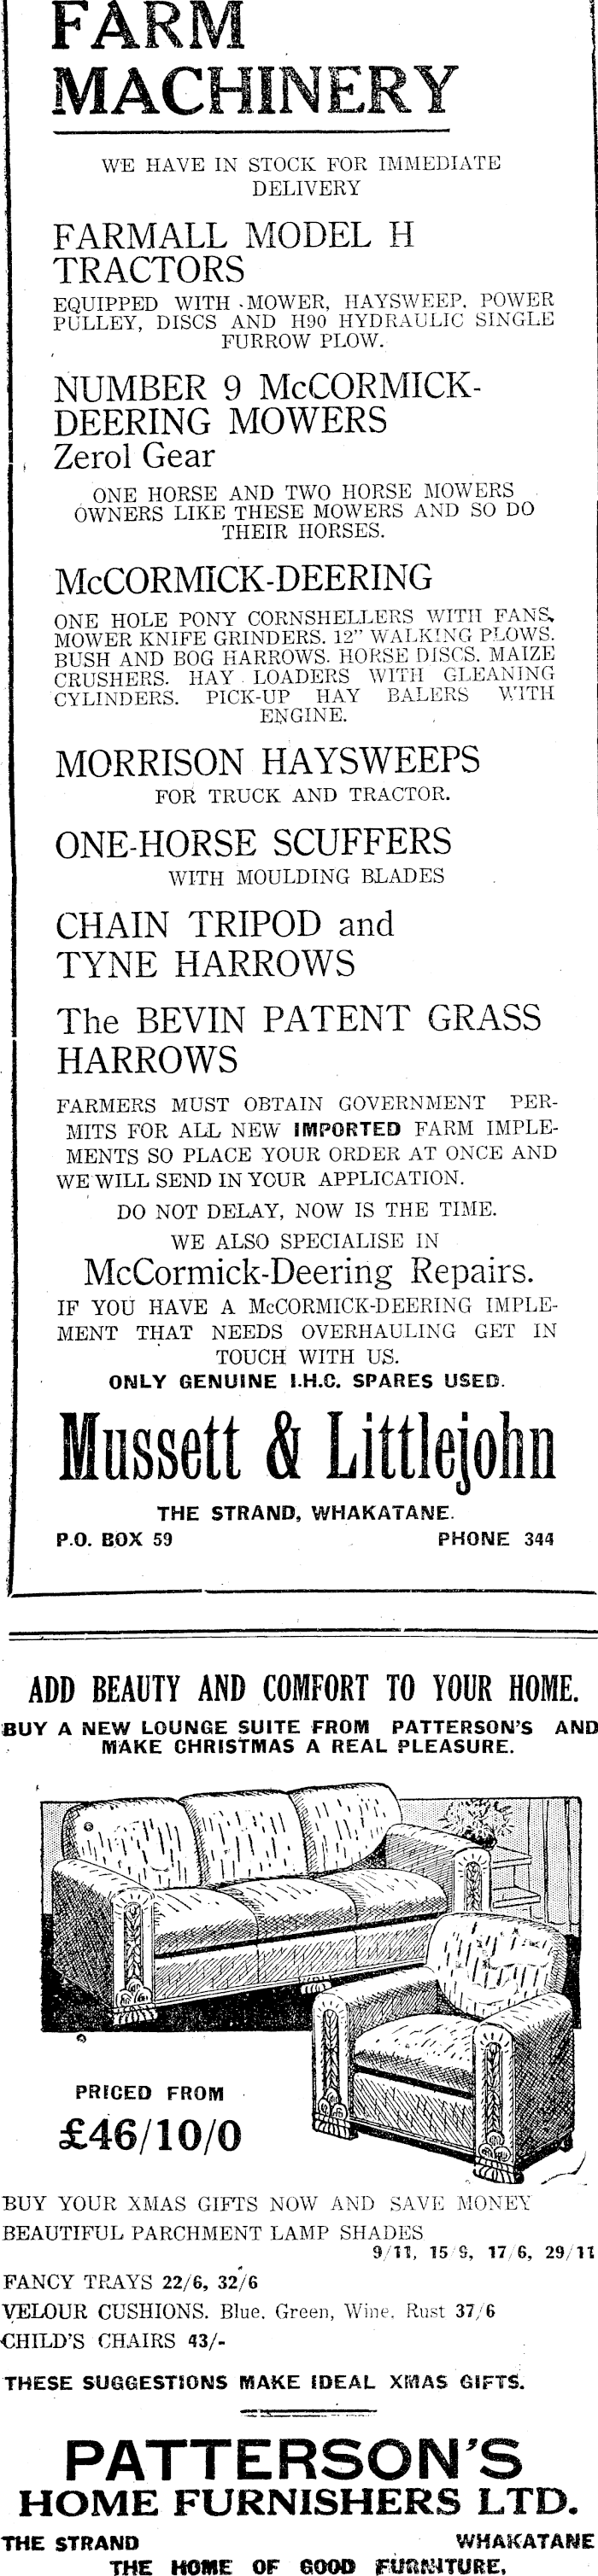 FARM
MACHINERY
WE HAVE IN STOCK FOR IMMEDIATE
DELIVERY
FARMALL MODEL H
TRACTORS
EQUIPPED WITH MOWER, HAYSWEEP, POWER
PULLEY, DISCS AND H90 HYDRAULIC SINGLE
FURROW PLOW.
NUMBER 9 McCORMICK-
DEERING MOWERS
Zerol Gear
ONE HORSE AND TWO HORSE MOWERS
OWNERS LIKE THESE MOWERS AND SO DO
THEIR HORSES.
McCORMICK-DEERING
ONE HOLE PONY CORNSHELLERS WITH FANS,
MOWER KNIFE GRINDERS. 12" WALKING PLOWS.
BUSH AND BOG HARROWS. HORSE DISCS. MAIZE
CRUSHERS. HAY LOADERS WITH GLEANING
CYLINDERS. PICK-UP HAY BALERS WITH
ENGINE.
MORRISON HAYSWEEPS
FOR TRUCK AND TRACTOR.
ONE-HORSE SCUFFERS
WITH MOULDING BLADES
CHAIN TRIPOD and
TYNE HARROWS
The BEVIN PATENT GRASS
HARROWS
FARMERS MUST OBTAIN GOVERNMENT PER-
MITS FOR ALL NEW IMPORTED FARM IMPLE-
MENTS SO PLACE YOUR ORDER AT ONCE AND
WE WILL SEND IN YOUR APPLICATION.
DO NOT DELAY, NOW IS THE TIME.
WE ALSO SPECIALISE IN
McCormick-Deering Repairs.
IF YOU HAVE A McCORMICK-DEERING IMPLE-
MENT THAT NEEDS OVERHAULING GET IN
TOUCH WITH US.
ONLY GENUINE I.H.C. SPARES USED.
Mussett & Littlejohn
THE STRAND, WHAKATANE.
P.O. BOX 59 PHONE 344
ADD BEAUTY AND COMFORT TO YOUR HOME.
BUY A NEW LOUNGE SUITE FROM PATTERSON'S AND
MAKE CHRISTMAS A REAL PLEASURE.
PRICED FROM
£46/10/0
BUY YOUR XMAS GIFTS NOW AND SAVE MONEY
BEAUTIFUL PARCHMENT LAMP SHADES
9/11, 15/9, 17/6, 29/11
FANCY TRAYS 22/6, 32/6
VELOUR CUSHIONS. Blue, Green, Wine, Rust 37/6
CHILD'S CHAIRS 43/-
THESE SUGGESTIONS MAKE IDEAL XMAS GIFTS.
PATTERSON'S
HOME FURNISHERS LTD.
THE STRAND WHAKATANE
THE HOME OF GOOD FURNITURE,